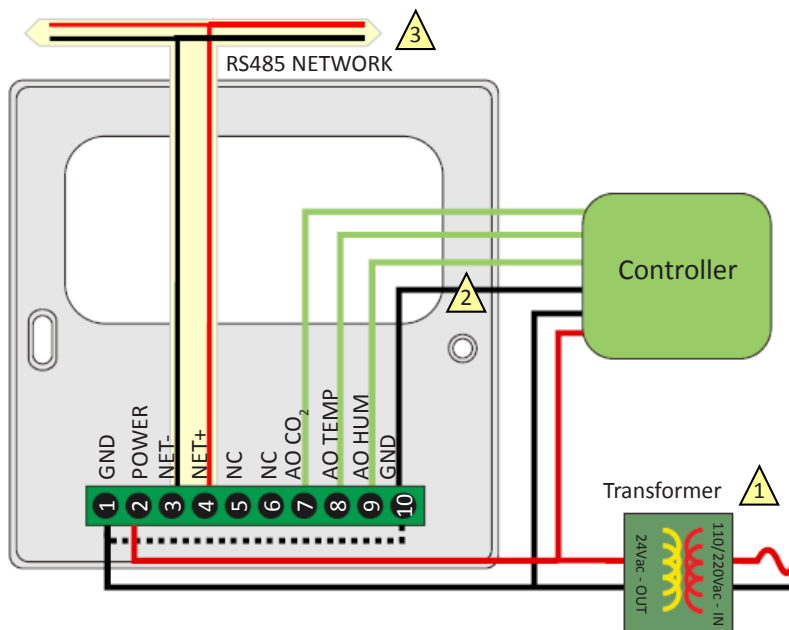 3
RS485 NETWORK
Controller
2
GND
POWER
NET-
NET+
NC
NC
AO CO₂
AO TEMP
AO HUM
GND
1
2
3
4
5
6
7
8
9
10
Transformer
1
24Vac - OUT
110/220Vac - IN